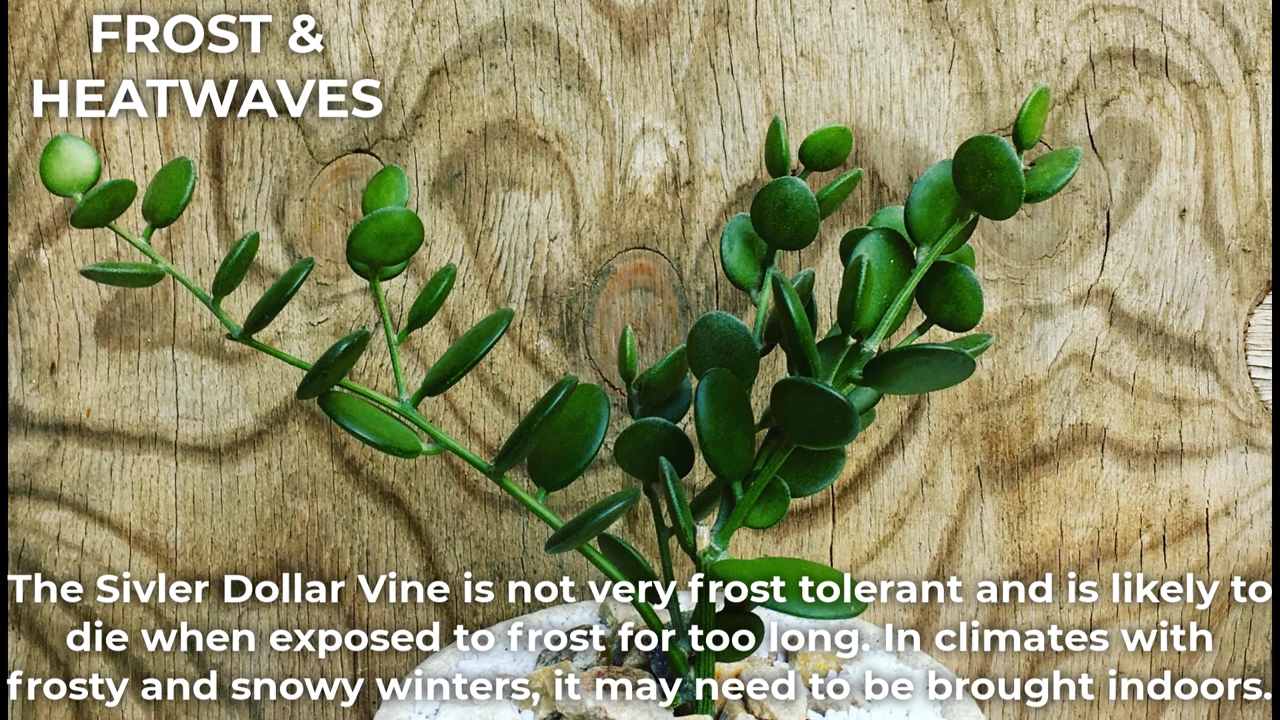 FROST &
HEATWAVES
The Sivler Dollar Vine is not very frost tolerant and is likely to
die when exposed to frost for too long. In climates with
frosty and snowy winters, it may need to be brought indoors.